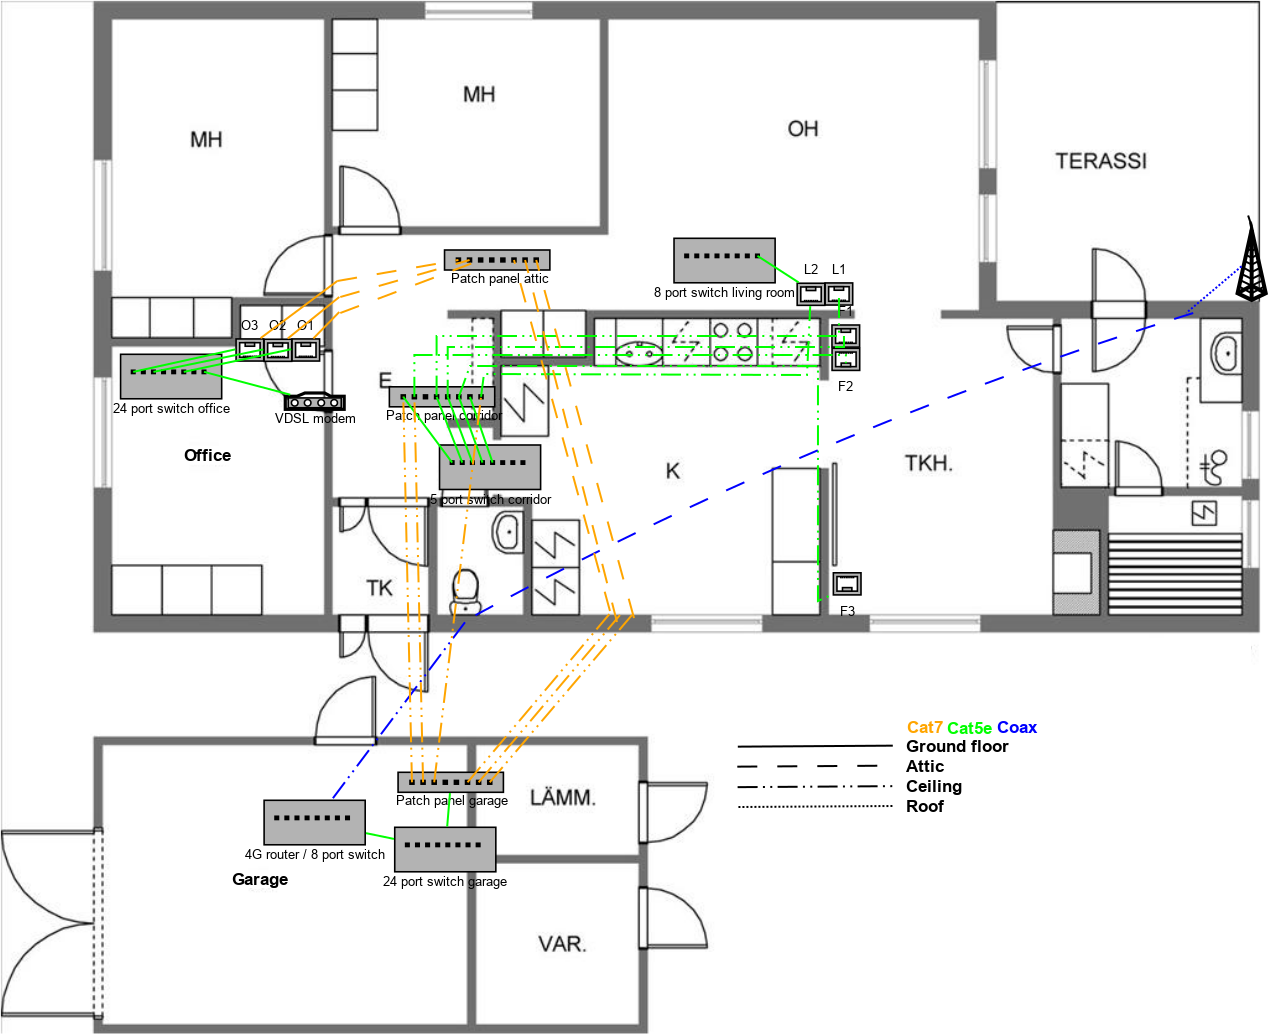 MH
MH
OH
TERASSI
Patch panel attic
L2 L1
8 port switch living room
F1
O3 O2 O1
F2
E
24 port switch office
VDSL modem
Patch panel corridor
Office
K
TKH.
5 port switch corridor
TK
F3
Cat7 Cat5e Coax
Ground floor
Attic
Ceiling
Roof
Patch panel garage
LÄMM.
4G router / 8 port switch
24 port switch garage
Garage
VAR.